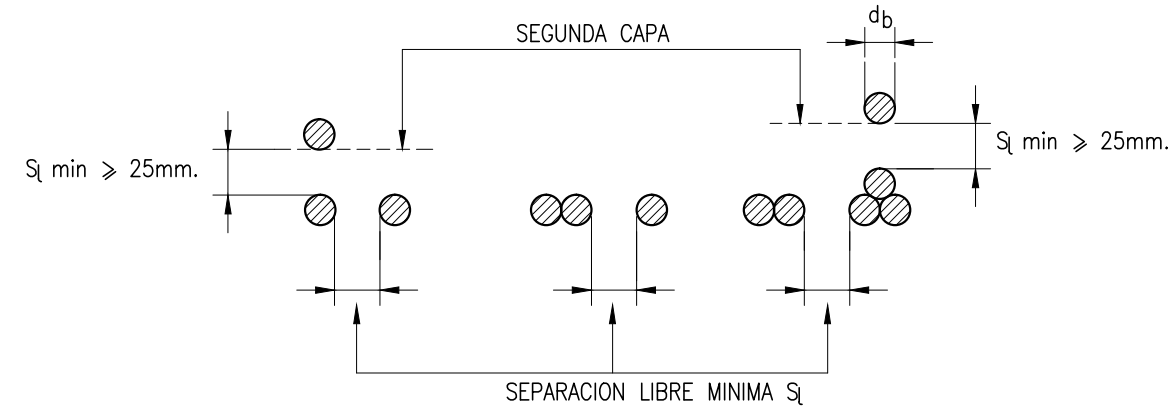 d_b
SEGUNDA CAPA
S_l min ⩾ 25mm.
S_l min ⩾ 25mm.
SEPARACION LIBRE MINIMA S_l